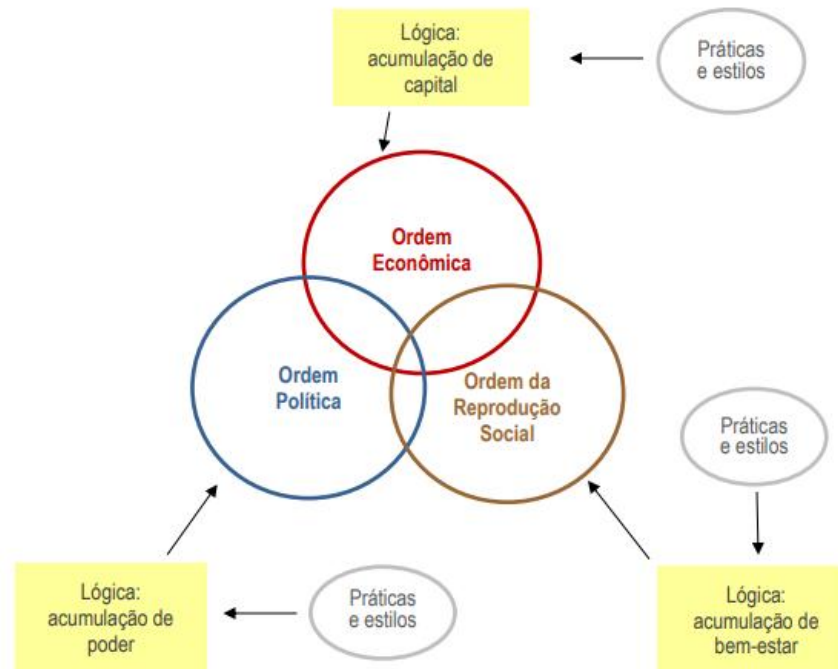 Lógica:
acumulação de
capital
Práticas
e estilos
Ordem
Econômica
Ordem
Política
Ordem da
Reprodução
Social
Práticas
e estilos
Lógica:
acumulação de
poder
Práticas
e estilos
Lógica:
acumulação de
bem-estar